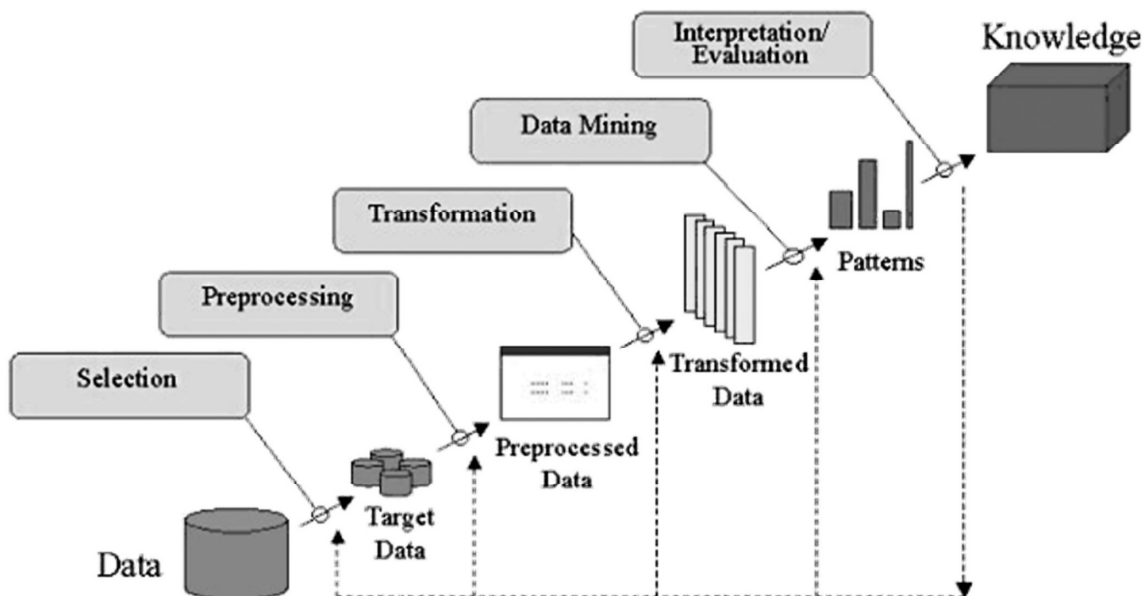 Interpretation/
Evaluation
Knowledge
Data Mining
Transformation
Patterns
Preprocessing
Transformed
Data
Selection
Preprocessed
Data
Target
Data
Data